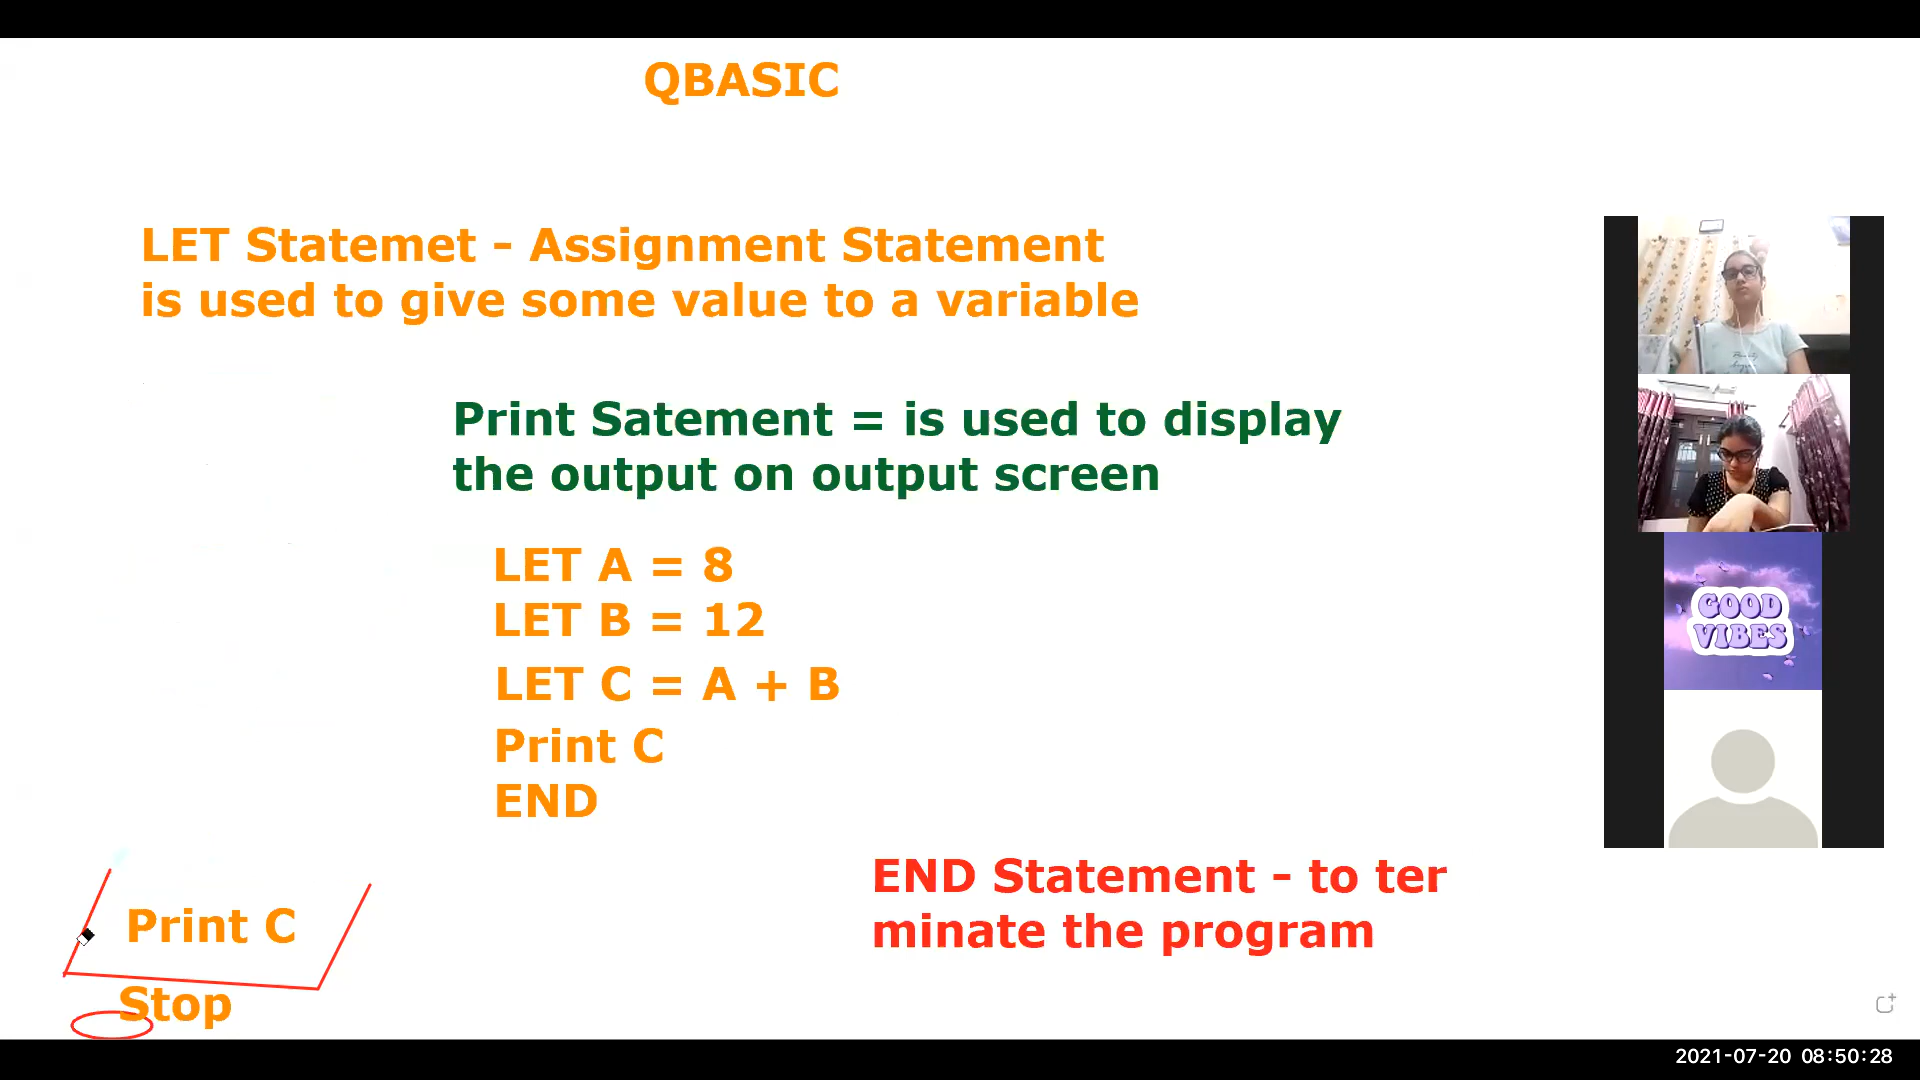 QBASIC
LET Statemet - Assignment Statement
is used to give some value to a variable
Print Satement = is used to display
the output on output screen
LET A = 8
LET B = 12
LET C = A + B
Print C
END
END Statement - to ter
minate the program
Print C
Stop
GOOD
VIBES
2021-07-20 08:50:28